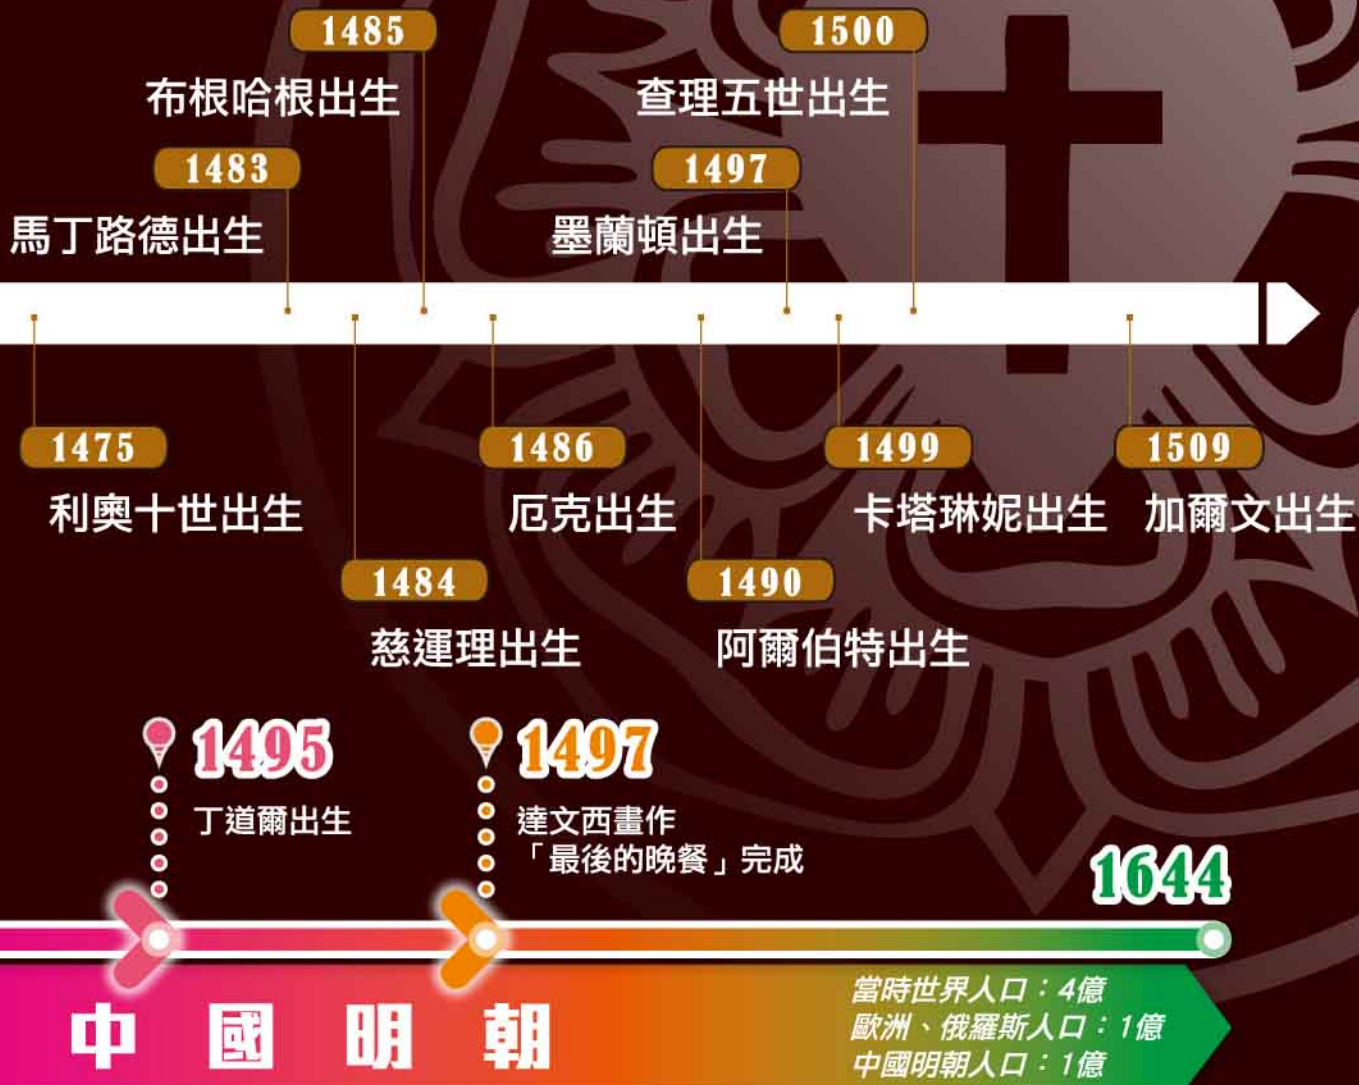 1485
布根哈根出生
1500
查理五世出生
1483
馬丁路德出生
1497
墨蘭頓出生
1475
利奧十世出生
1486
厄克出生
1499
卡塔琳妮出生
1509
加爾文出生
1484
慈運理出生
1490
阿爾伯特出生
1495
丁道爾出生
1497
達文西畫作
「最後的晚餐」完成
1644
中國明朝
當時世界人口：4億
歐洲、俄羅斯人口：1億
中國明朝人口：1億